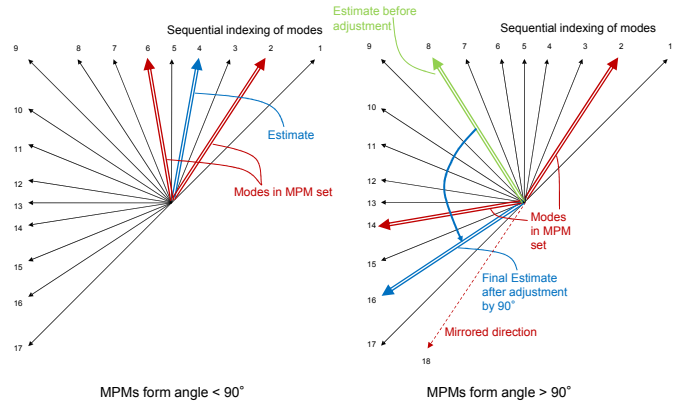 Sequential indexing of modes
9
8
7
6
5
4
3
2
1
10
11
12
13
14
15
16
17
Estimate
Modes in MPM set
MPMs form angle < 90°
Estimate before
adjustment
Sequential indexing of modes
9
8
7
6
5
4
3
2
1
10
11
12
13
14
15
16
17
18
Modes
in MPM
set
Final Estimate
after adjustment
by 90°
Mirrored direction
MPMs form angle > 90°